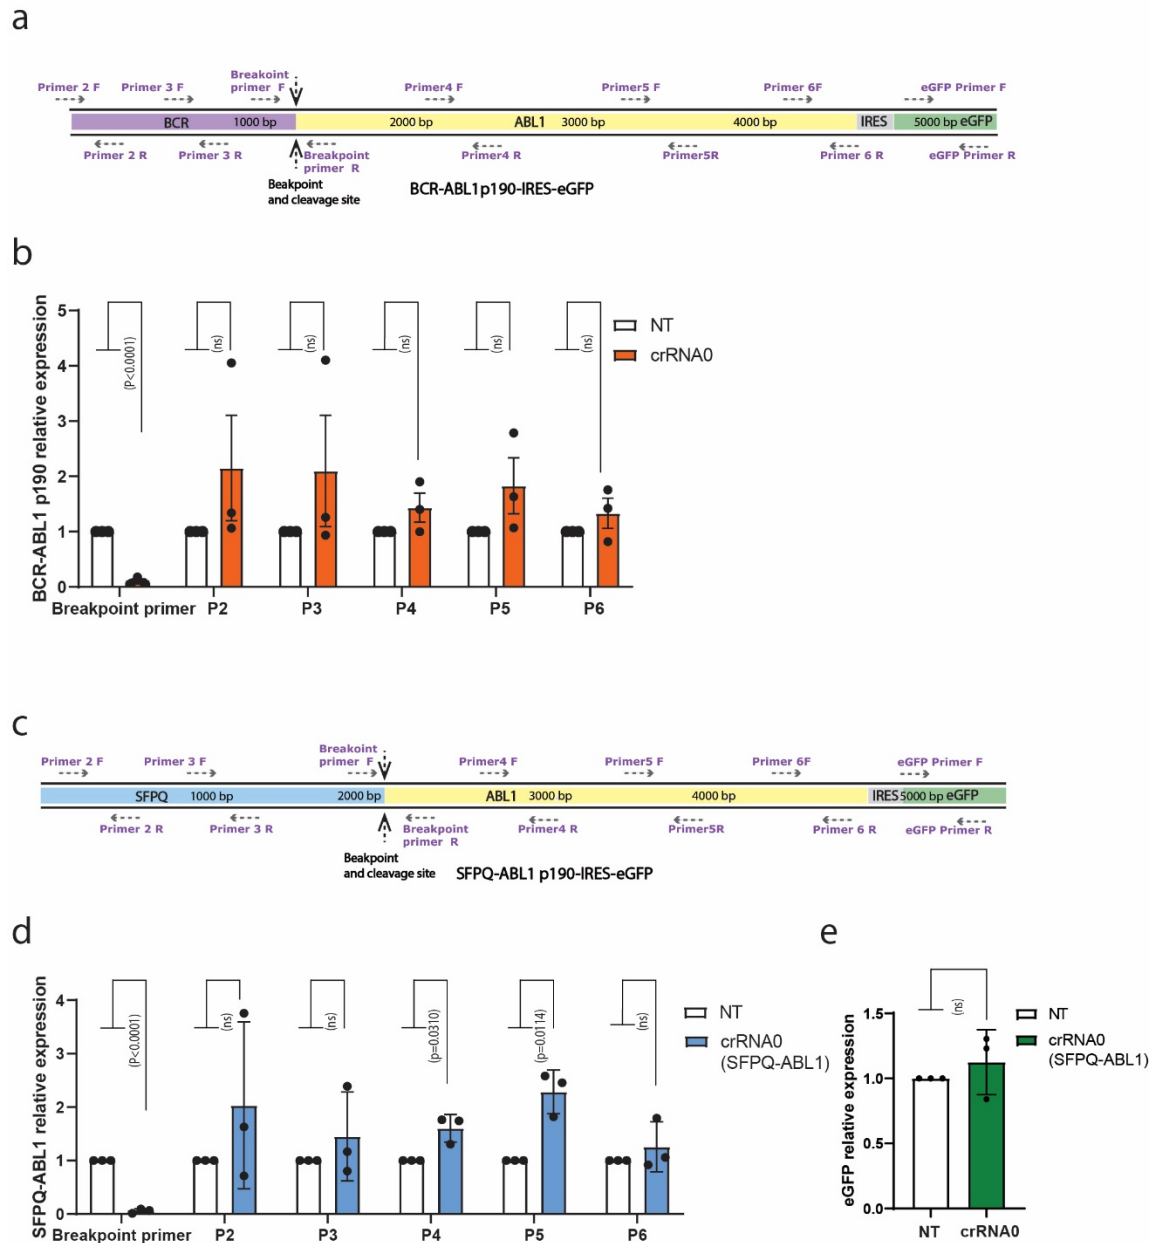 a
Primer 2 F
Primer 3 F
Breakoint
primer F
Primer4 F
Primer5 F
Primer 6F
eGFP Primer F
BCR
1000 bp
2000 bp
ABL1
3000 bp
4000 bp
IRES
5000 bp eGFP
Primer 2 R
Primer 3 R
Breakpoint
primer R
Primer4 R
Primer5R
Primer 6 R
eGFP Primer R
Beakpoint
and cleavage site
BCR-ABL1p190-IRES-eGFP
b
BCR-ABL1 p190 relative expression
5
4
3
2
1
0
(P<0.0001)
(ns)
(ns)
(ns)
(ns)
(ns)
NT
crRNA0
Breakpoint primer
P2
P3
P4
P5
P6
c
Primer 2 F
Primer 3 F
Breakoint
primer F
Primer4 F
Primer5 F
Primer 6F
eGFP Primer F
SFPQ
1000 bp
2000 bp
ABL1
3000 bp
4000 bp
IRES
5000 bp eGFP
Primer 2 R
Primer 3 R
Breakpoint
primer R
Primer4 R
Primer5R
Primer 6 R
eGFP Primer R
Beakpoint
and cleavage site
SFPQ-ABL1 p190-IRES-eGFP
d
SFPQ-ABL1 relative expression
4
3
2
1
0
(P<0.0001)
(ns)
(ns)
(p=0.0310)
(p=0.0114)
(ns)
NT
crRNA0
(SFPQ-ABL1)
Breakpoint primer
P2
P3
P4
P5
P6
e
eGFP relative expression
1.5
1.0
0.5
0.0
(ns)
NT
crRNA0
(SFPQ-ABL1)
NT
crRNA0